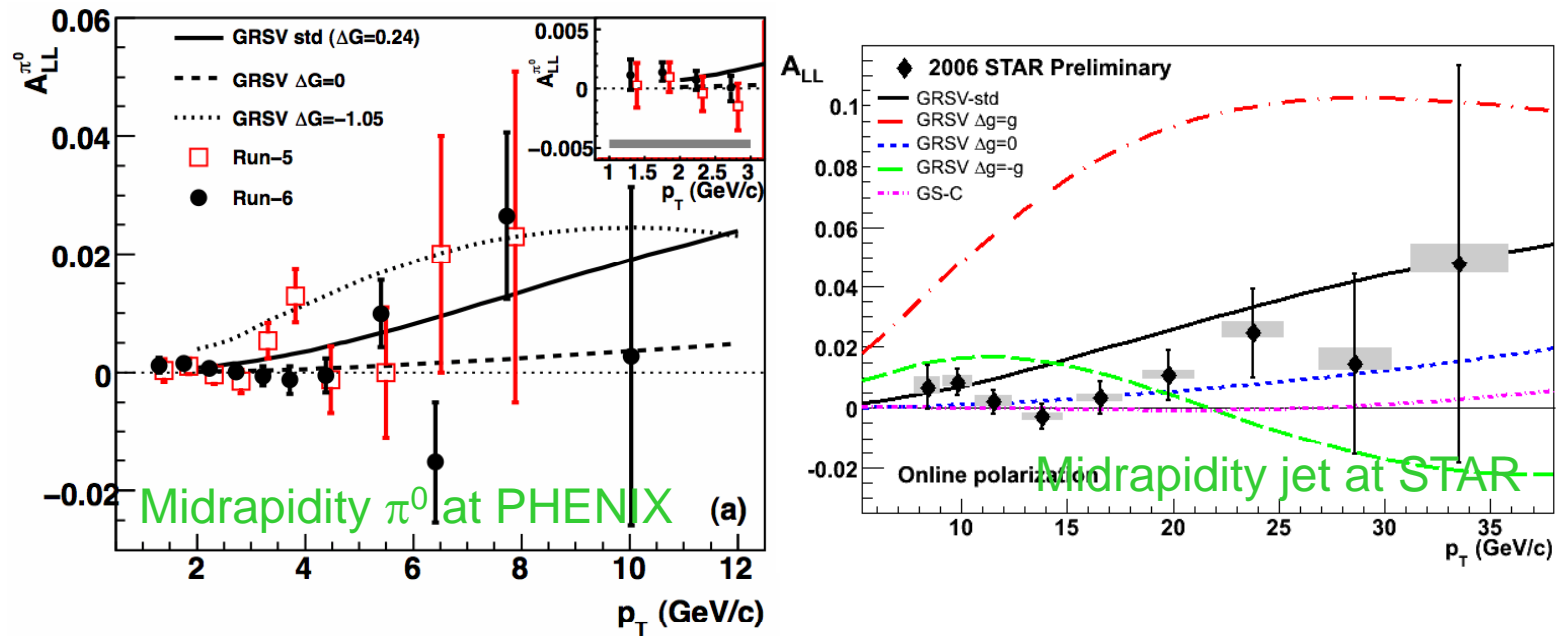 0.06
0.04
0.02
0
−0.02
A_LL^π⁰
GRSV std (ΔG=0.24)
GRSV ΔG=0
GRSV ΔG=−1.05
Run−5
Run−6
0.005
0
−0.005
A_LL^π⁰
1 1.5 2 2.5 3
p_T (GeV/c)
Midrapidity π⁰ at PHENIX
(a)
2 4 6 8 10 12
p_T (GeV/c)
A_LL
2006 STAR Preliminary
GRSV-std
GRSV Δg=g
GRSV Δg=0
GRSV Δg=-g
GS-C
0.1
0.08
0.06
0.04
0.02
0
-0.02
Online polarization
Midrapidity jet at STAR
10 15 20 25 30 35
p_T (GeV/c)